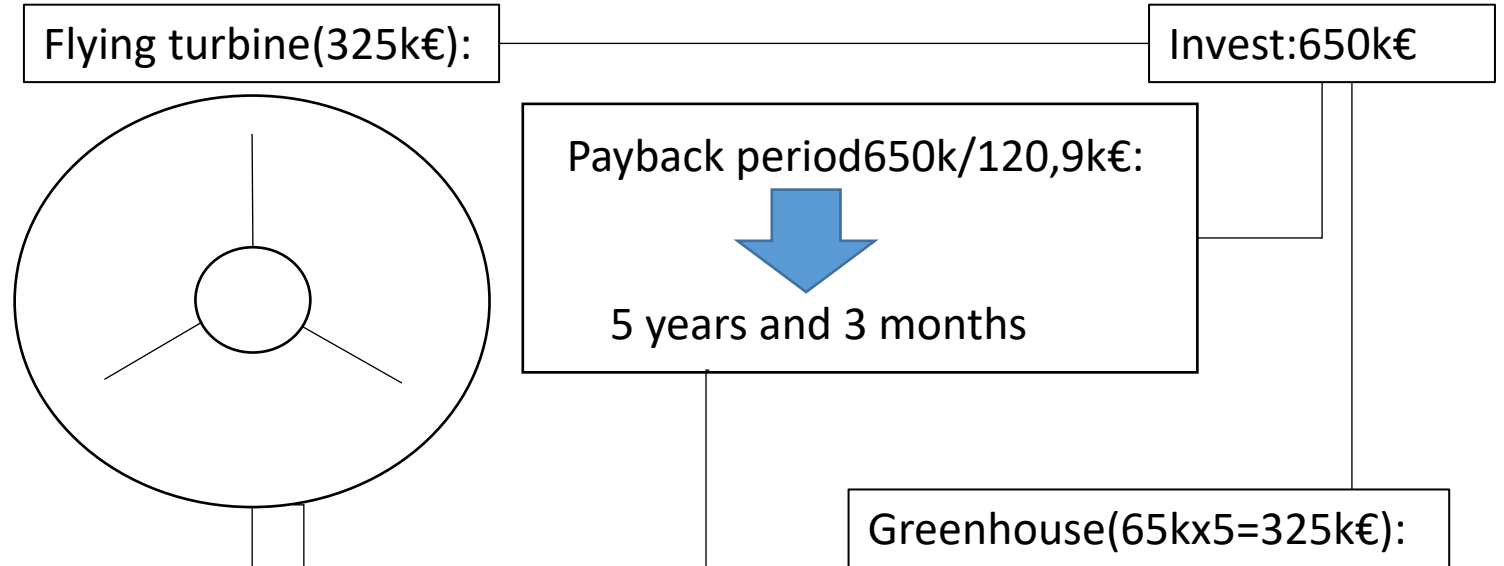 Flying turbine(325k€):
Invest:650k€
Payback period650k/120,9k€:
5 years and 3 months
Greenhouse(65kx5=325k€):